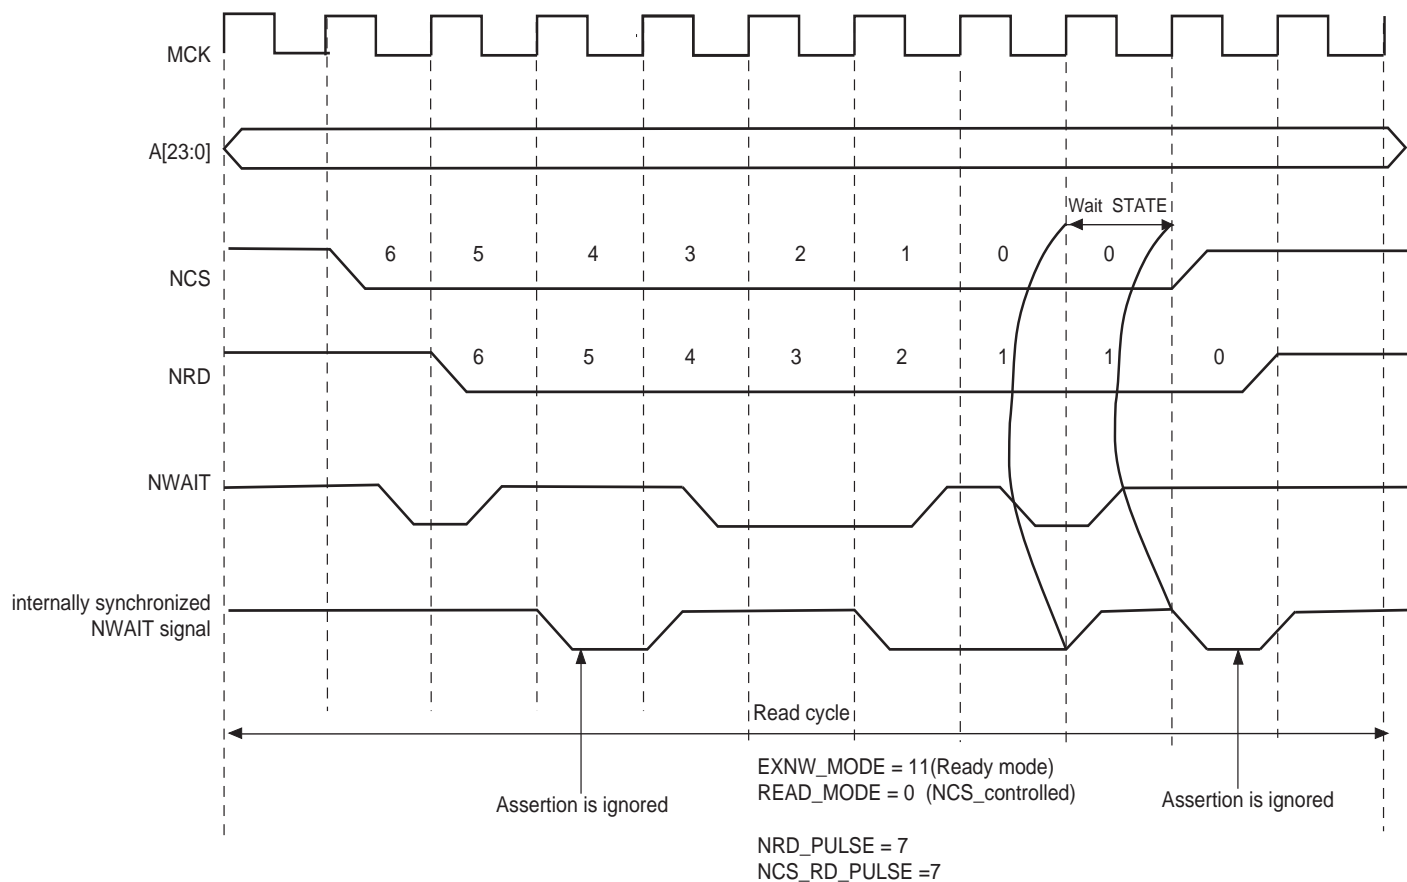 MCK
A[23:0]
Wait STATE
NCS
6 5 4 3 2 1 0 0
NRD
6 5 4 3 2 1 1 0
NWAIT
internally synchronized
NWAIT signal
Read cycle
EXNW_MODE = 11(Ready mode)
READ_MODE = 0 (NCS_controlled)
Assertion is ignored
Assertion is ignored
NRD_PULSE = 7
NCS_RD_PULSE =7